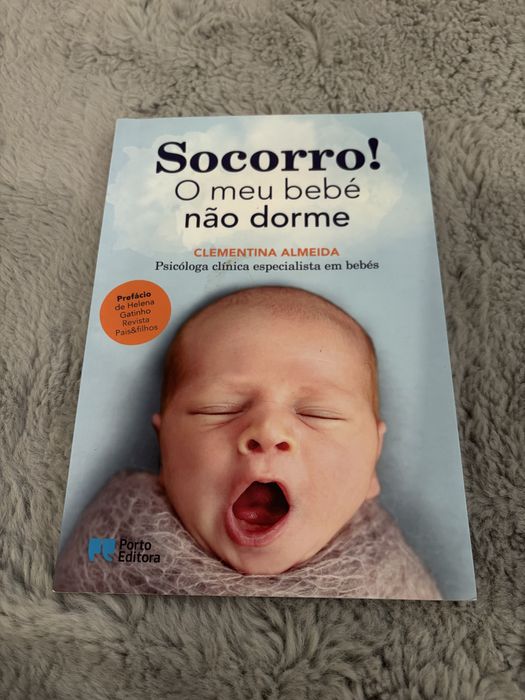 Socorro!
O meu bebé
não dorme
CLEMENTINA ALMEIDA
Psicóloga clínica especialista em bebés
Prefácio
de Helena
Gatinho
Revista
Pais&filhos
Porto
Editora